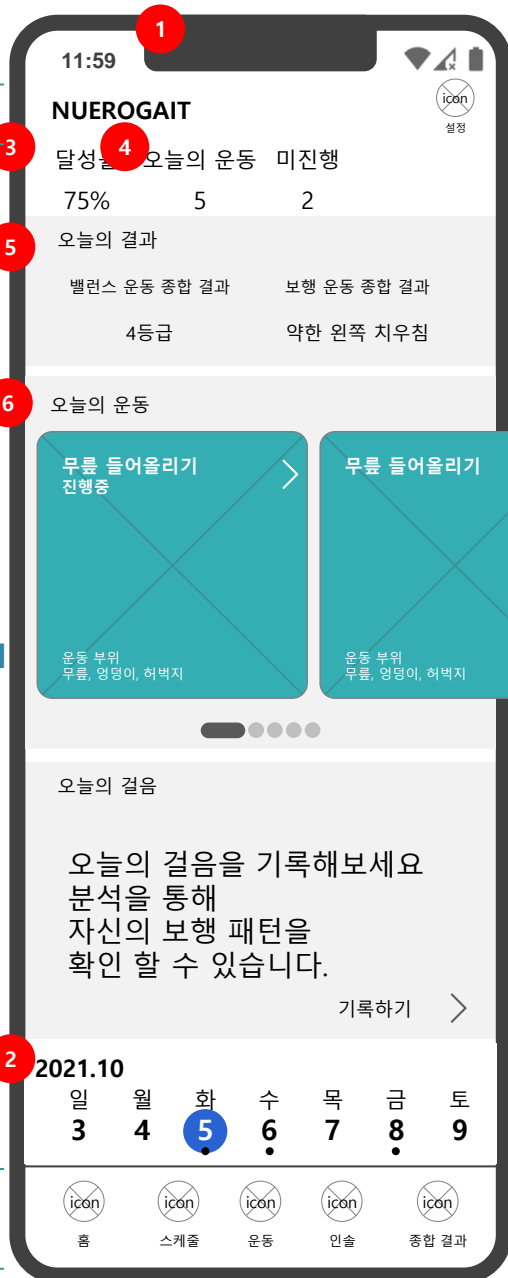 1
11:59
NUEROGAIT
icon
설정
3
4
달성 오늘의 운동 미진행
75% 5 2
5
오늘의 결과
밸런스 운동 종합 결과 보행 운동 종합 결과
4등급 약한 왼쪽 치우침
6
오늘의 운동
무릎 들어올리기
진행중
운동 부위
무릎, 엉덩이, 허벅지
무릎 들어올리기
운동 부위
무릎, 엉덩이, 허벅지
오늘의 걸음
오늘의 걸음을 기록해보세요
분석을 통해
자신의 보행 패턴을
확인 할 수 있습니다.
기록하기
2
2021.10
일 월 화 수 목 금 토
3 4 5 6 7 8 9
icon icon icon icon icon
홈 스케줄 운동 인솔 종합 결과